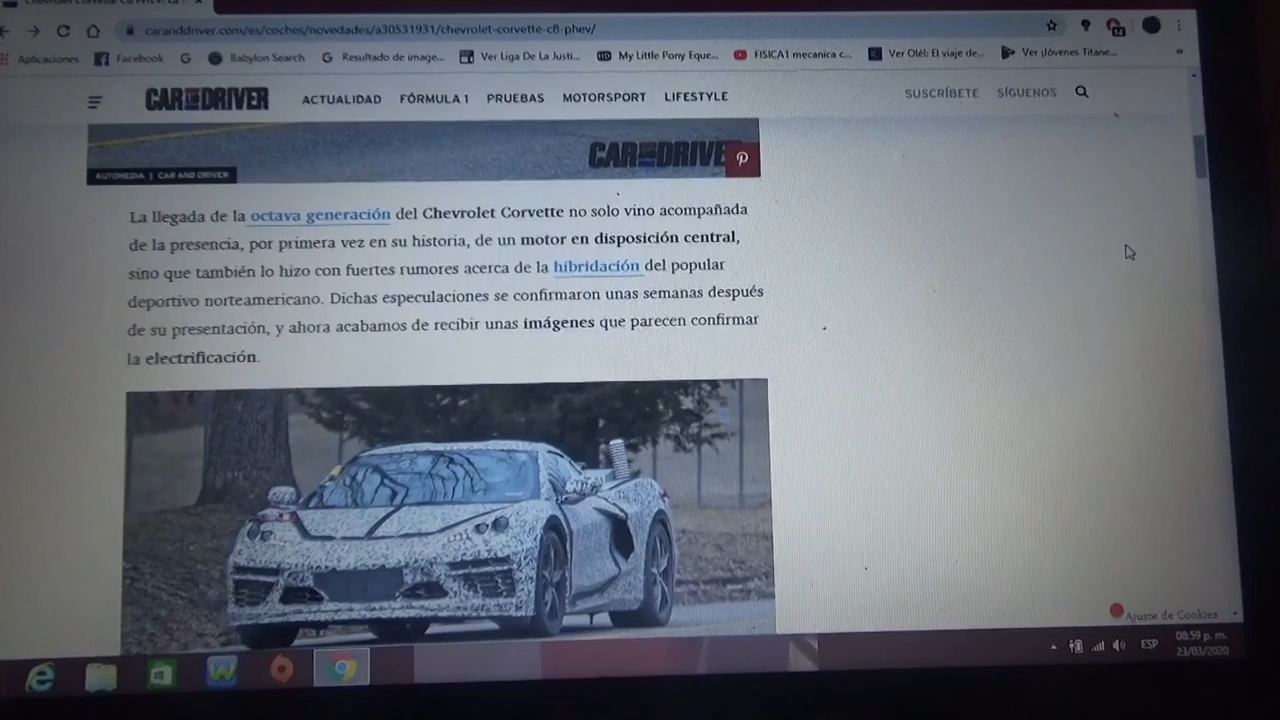 caranddriver.com/es/coches/novedades/a30531931/chevrolet-corvette-c8-phev/
Aplicaciones Facebook Babylon Search Resultado de image... Ver Liga De La Justi... My Little Pony Eque... FISICA1 mecanica c... Ver Olé!: El viaje de... Ver ¡Jóvenes Titane...
CAR AND DRIVER ACTUALIDAD FÓRMULA 1 PRUEBAS MOTORSPORT LIFESTYLE SUSCRÍBETE SÍGUENOS
CAR AND DRIVE
AUTOMEDIA | CAR AND DRIVER
La llegada de la octava generación del Chevrolet Corvette no solo vino acompañada
de la presencia, por primera vez en su historia, de un motor en disposición central,
sino que también lo hizo con fuertes rumores acerca de la hibridación del popular
deportivo norteamericano. Dichas especulaciones se confirmaron unas semanas después
de su presentación, y ahora acabamos de recibir unas imágenes que parecen confirmar
la electrificación.
Ajuste de Cookies
ESP 08:59 p. m.
23/03/2020